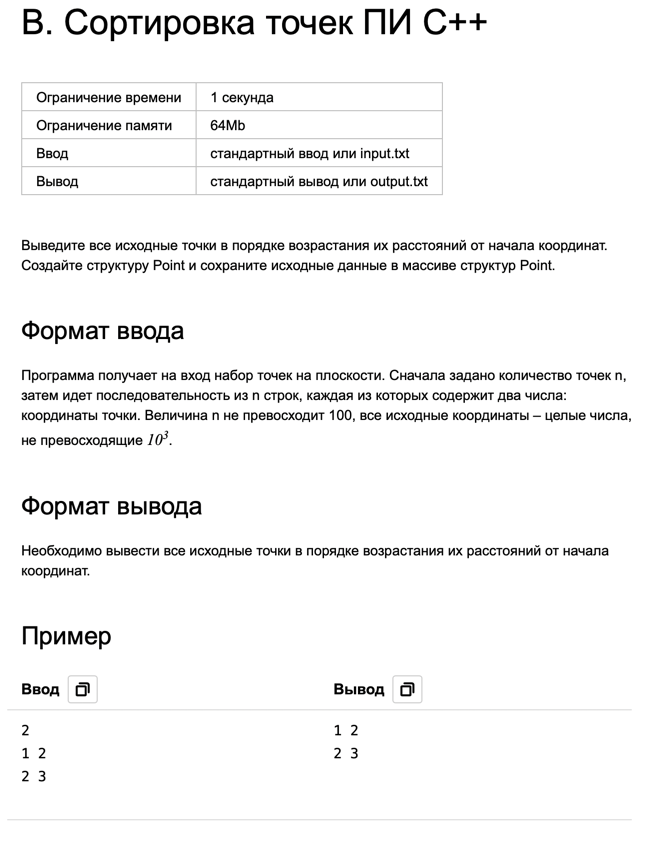 В. Сортировка точек ПИ С++
Ограничение времени 1 секунда
Ограничение памяти 64Mb
Ввод стандартный ввод или input.txt
Вывод стандартный вывод или output.txt
Выведите все исходные точки в порядке возрастания их расстояний от начала координат.
Создайте структуру Point и сохраните исходные данные в массиве структур Point.
Формат ввода
Программа получает на вход набор точек на плоскости. Сначала задано количество точек n,
затем идет последовательность из n строк, каждая из которых содержит два числа:
координаты точки. Величина n не превосходит 100, все исходные координаты – целые числа,
не превосходящие 10³.
Формат вывода
Необходимо вывести все исходные точки в порядке возрастания их расстояний от начала
координат.
Пример
Ввод Вывод
2 1 2
1 2 2 3
2 3